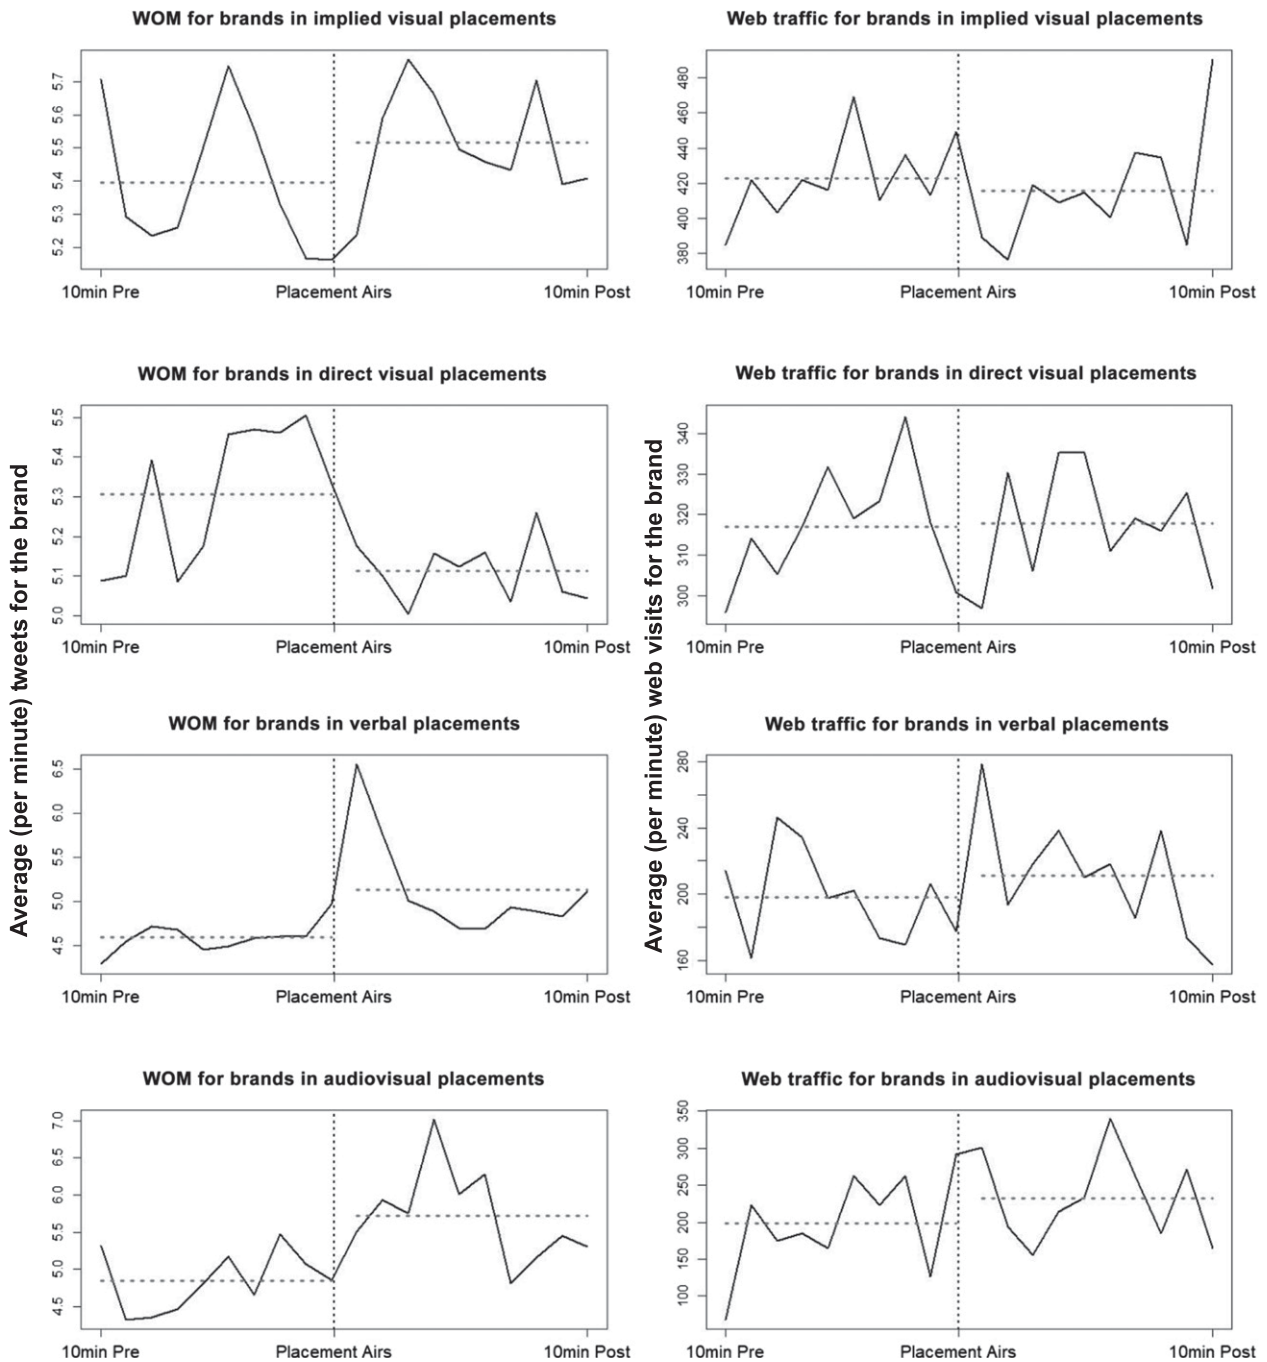 WOM for brands in implied visual placements
5.7
5.6
5.5
5.4
5.3
5.2
10min Pre
Placement Airs
10min Post
Web traffic for brands in implied visual placements
480
460
440
420
400
380
10min Pre
Placement Airs
10min Post
Average (per minute) tweets for the brand
WOM for brands in direct visual placements
5.5
5.4
5.3
5.2
5.1
5.0
10min Pre
Placement Airs
10min Post
Average (per minute) web visits for the brand
Web traffic for brands in direct visual placements
340
330
320
310
300
10min Pre
Placement Airs
10min Post
WOM for brands in verbal placements
6.5
6.0
5.5
5.0
4.5
10min Pre
Placement Airs
10min Post
Web traffic for brands in verbal placements
280
240
200
160
10min Pre
Placement Airs
10min Post
WOM for brands in audiovisual placements
7.0
6.5
6.0
5.5
5.0
4.5
10min Pre
Placement Airs
10min Post
Web traffic for brands in audiovisual placements
350
300
250
200
150
100
10min Pre
Placement Airs
10min Post